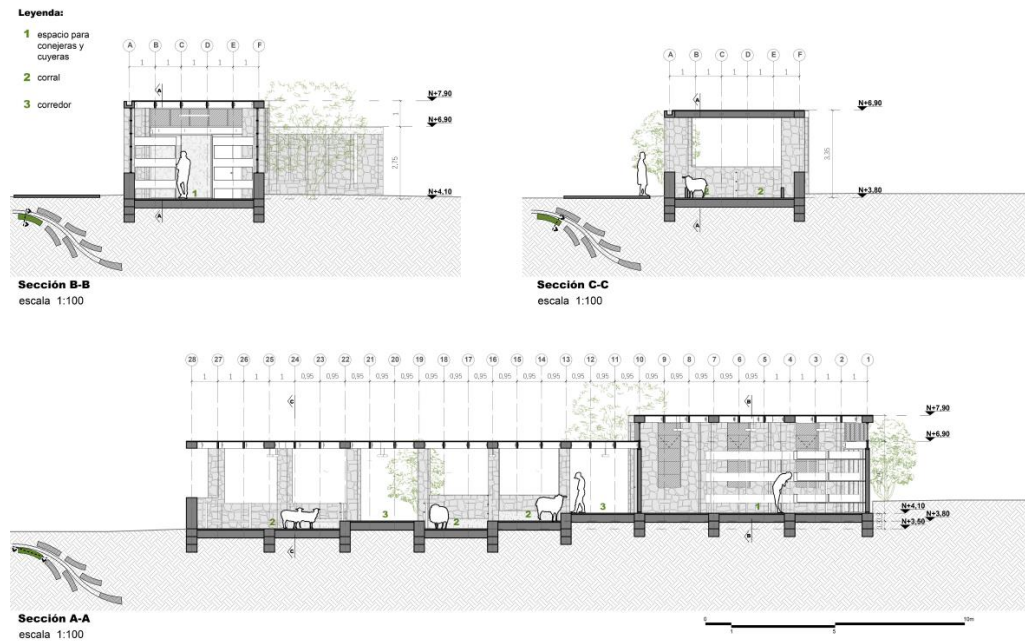 Leyenda:
1 espacio para
conejeras y
cuyeras
2 corral
3 corredor
A B C D E F
1 1 1 1 1
A
N+7,90
1
N+6,90
2,75
1
N+4,10
A
Sección B-B
escala 1:100
A B C D E F
1 1 1 1 1
A
N+6,90
3,35
2 2
N+3,80
A
Sección C-C
escala 1:100
28 27 26 25 24 23 22 21 20 19 18 17 16 15 14 13 12 11 10 9 8 7 6 5 4 3 2 1
1 1 1 1 0,95 0,95 0,95 0,95 0,95 0,95 0,95 0,95 0,95 0,95 0,95 0,95 0,95 0,95 0,95 0,95 0,95 0,95 0,95 1 1 1 1
C B
N+7,90
N+6,90
2 3 2 2 3 1
N+4,10
N+3,80
N+3,50
C B
Sección A-A
escala 1:100
0 1 5 10m